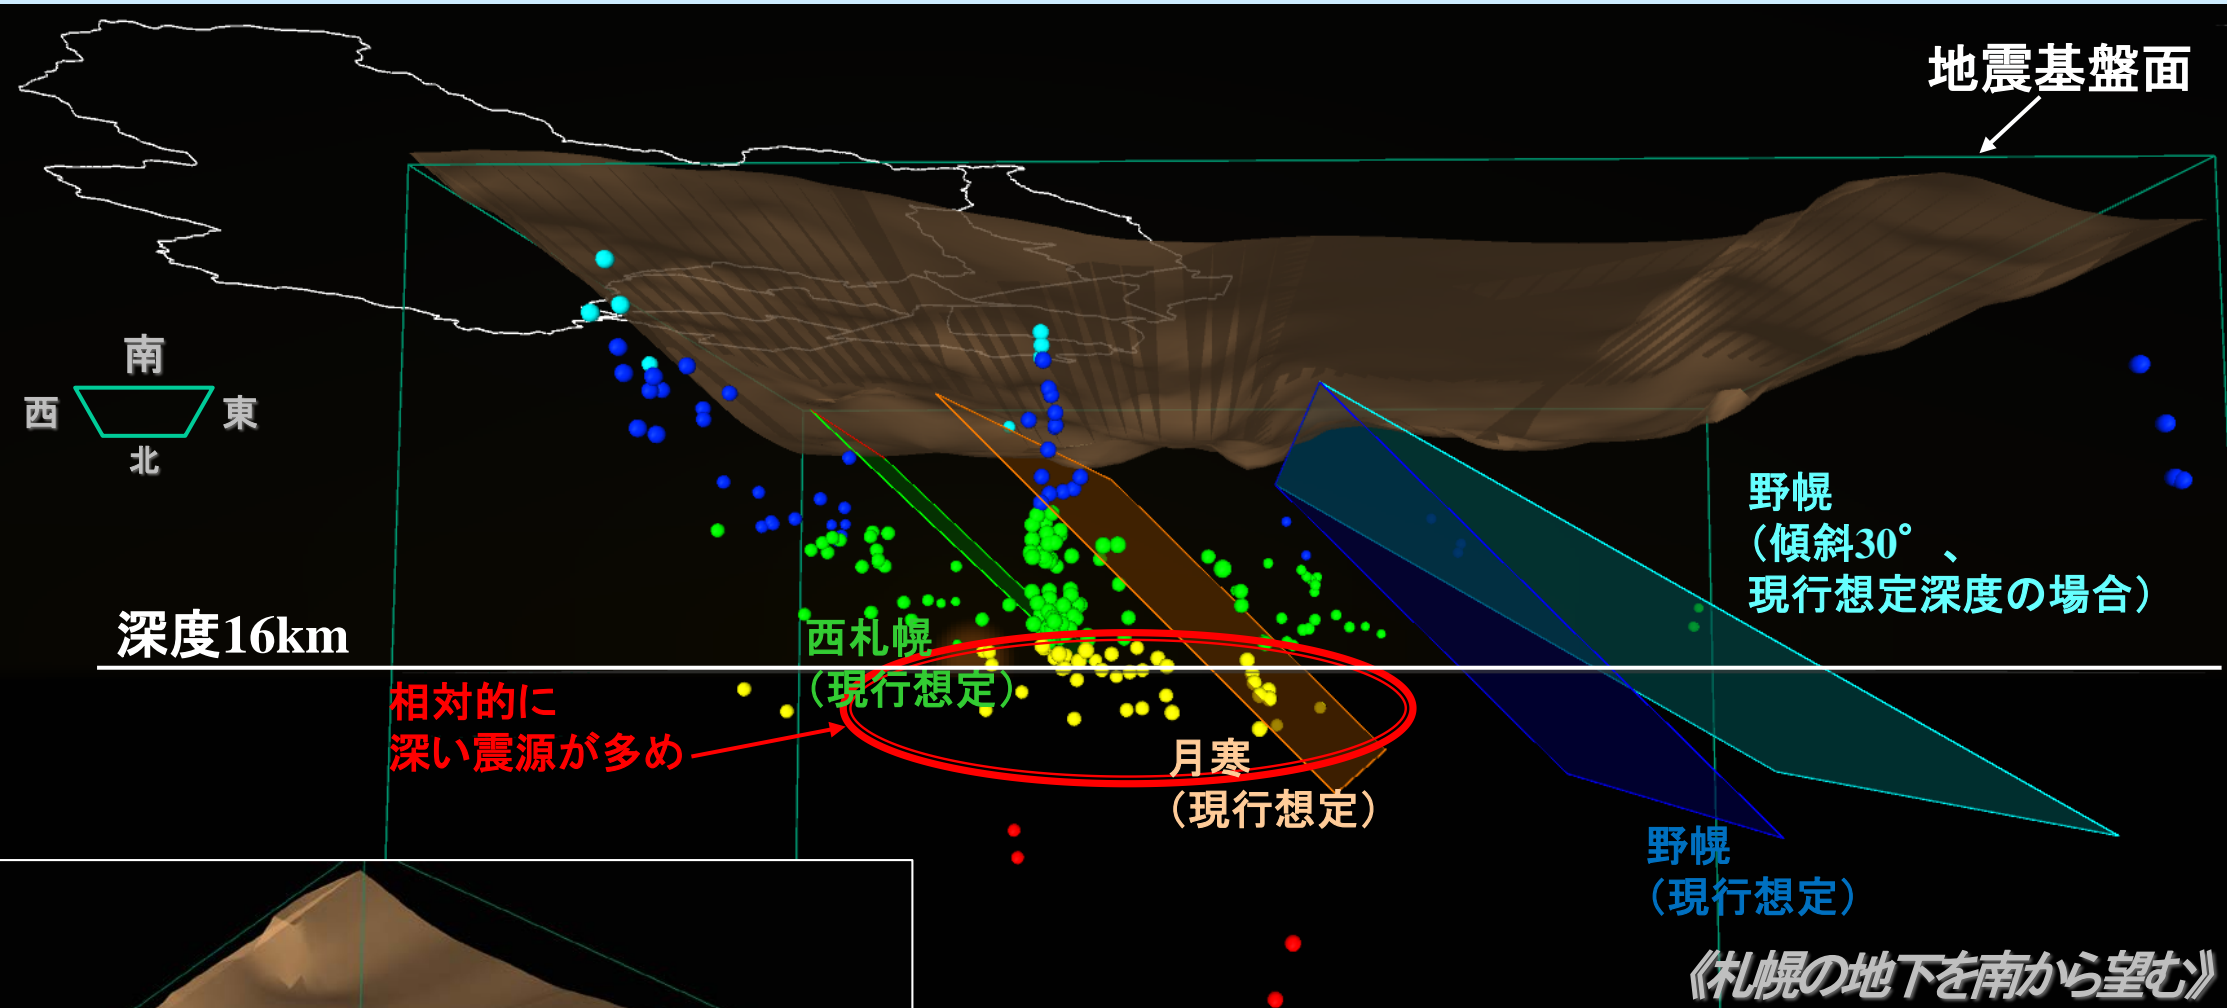 地震基盤面
南
西 東
北
野幌
（傾斜30°、
現行想定深度の場合）
深度16km
西札幌
（現行想定）
相対的に
深い震源が多め
月寒
（現行想定）
野幌
（現行想定）
《札幌の地下を南から望む》